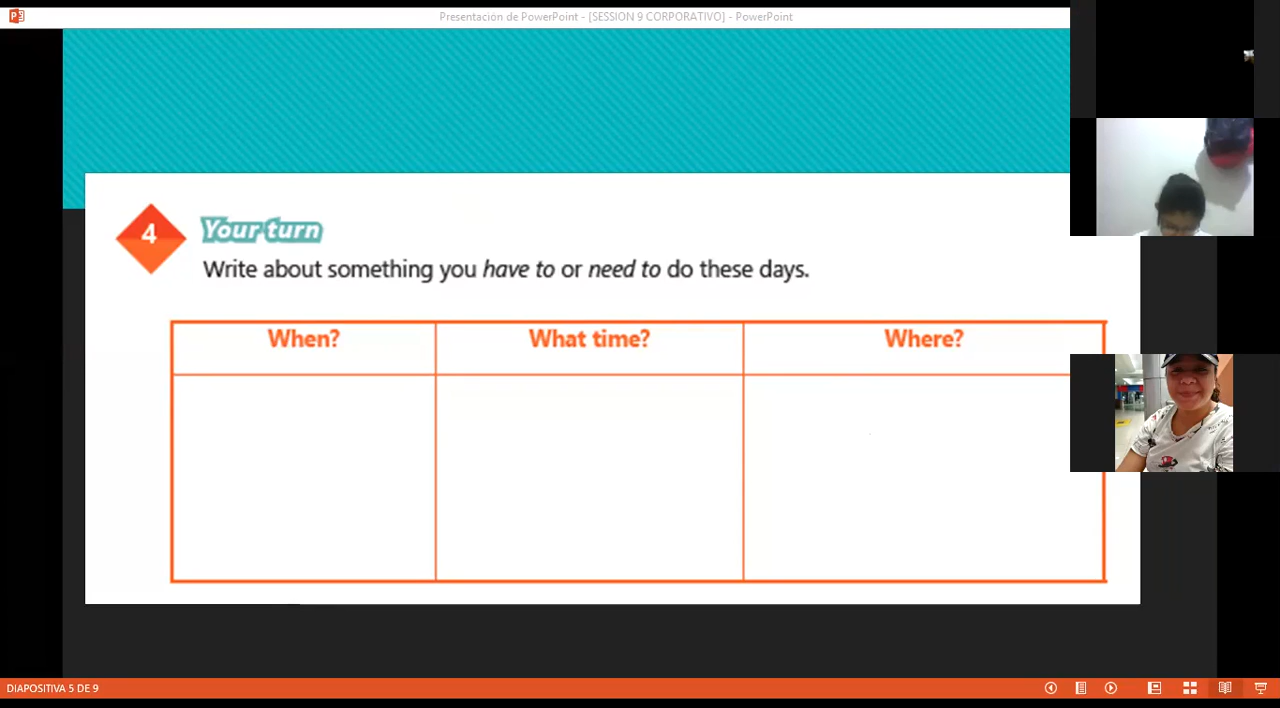 Presentación de PowerPoint - [SESSION 9 CORPORATIVO] - PowerPoint
4
Your turn
Write about something you have to or need to do these days.
When? What time? Where?
DIAPOSITIVA 5 DE 9